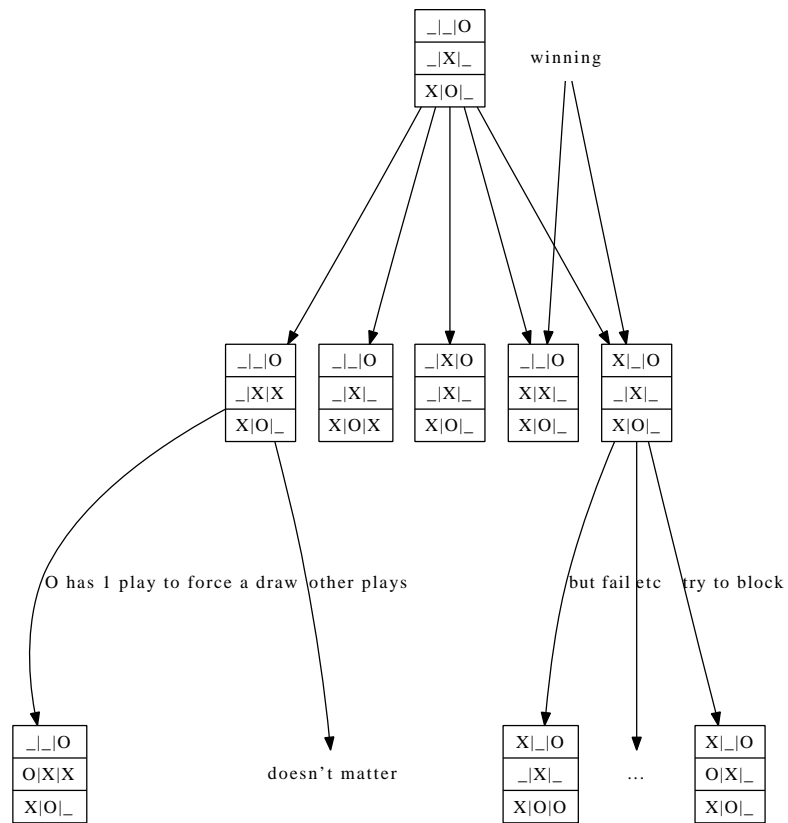 _|_|O
_|X|_
X|O|_
winning
_|_|O
_|X|X
X|O|_
_|_|O
_|X|_
X|O|X
_|X|O
_|X|_
X|O|_
_|_|O
X|X|_
X|O|_
X|_|O
_|X|_
X|O|_
O has 1 play to force a draw
other plays
but fail
etc
try to block
_|_|O
O|X|X
X|O|_
doesn't matter
X|_|O
_|X|_
X|O|O
...
X|_|O
O|X|_
X|O|_